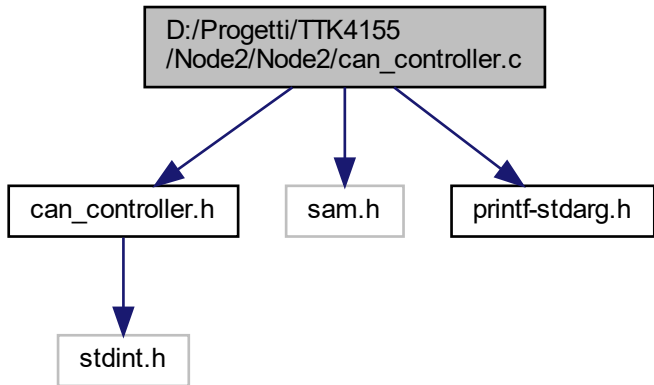 D:/Progetti/TTK4155
/Node2/Node2/can_controller.c
can_controller.h
sam.h
printf-stdarg.h
stdint.h